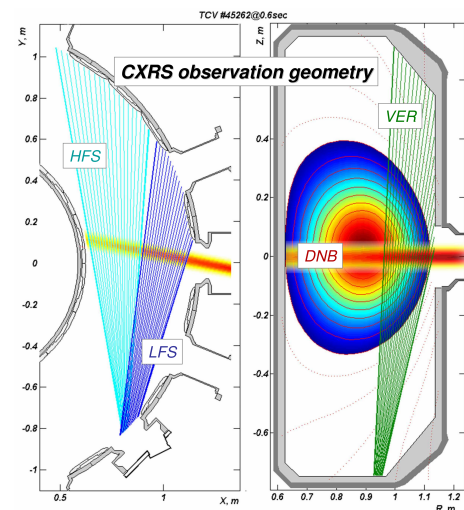 TCV #45262@0.6sec
Y, m
Z, m
CXRS observation geometry
1
0.8
0.6
0.4
0.2
0
-0.2
-0.4
-0.6
-0.8
-1
0.5
1
X, m
HFS
LFS
VER
DNB
0.4
0.2
0
0.2
0.4
-0.6
0.6
0.7
0.8
0.9
1.0
1.1
1.2
R, m